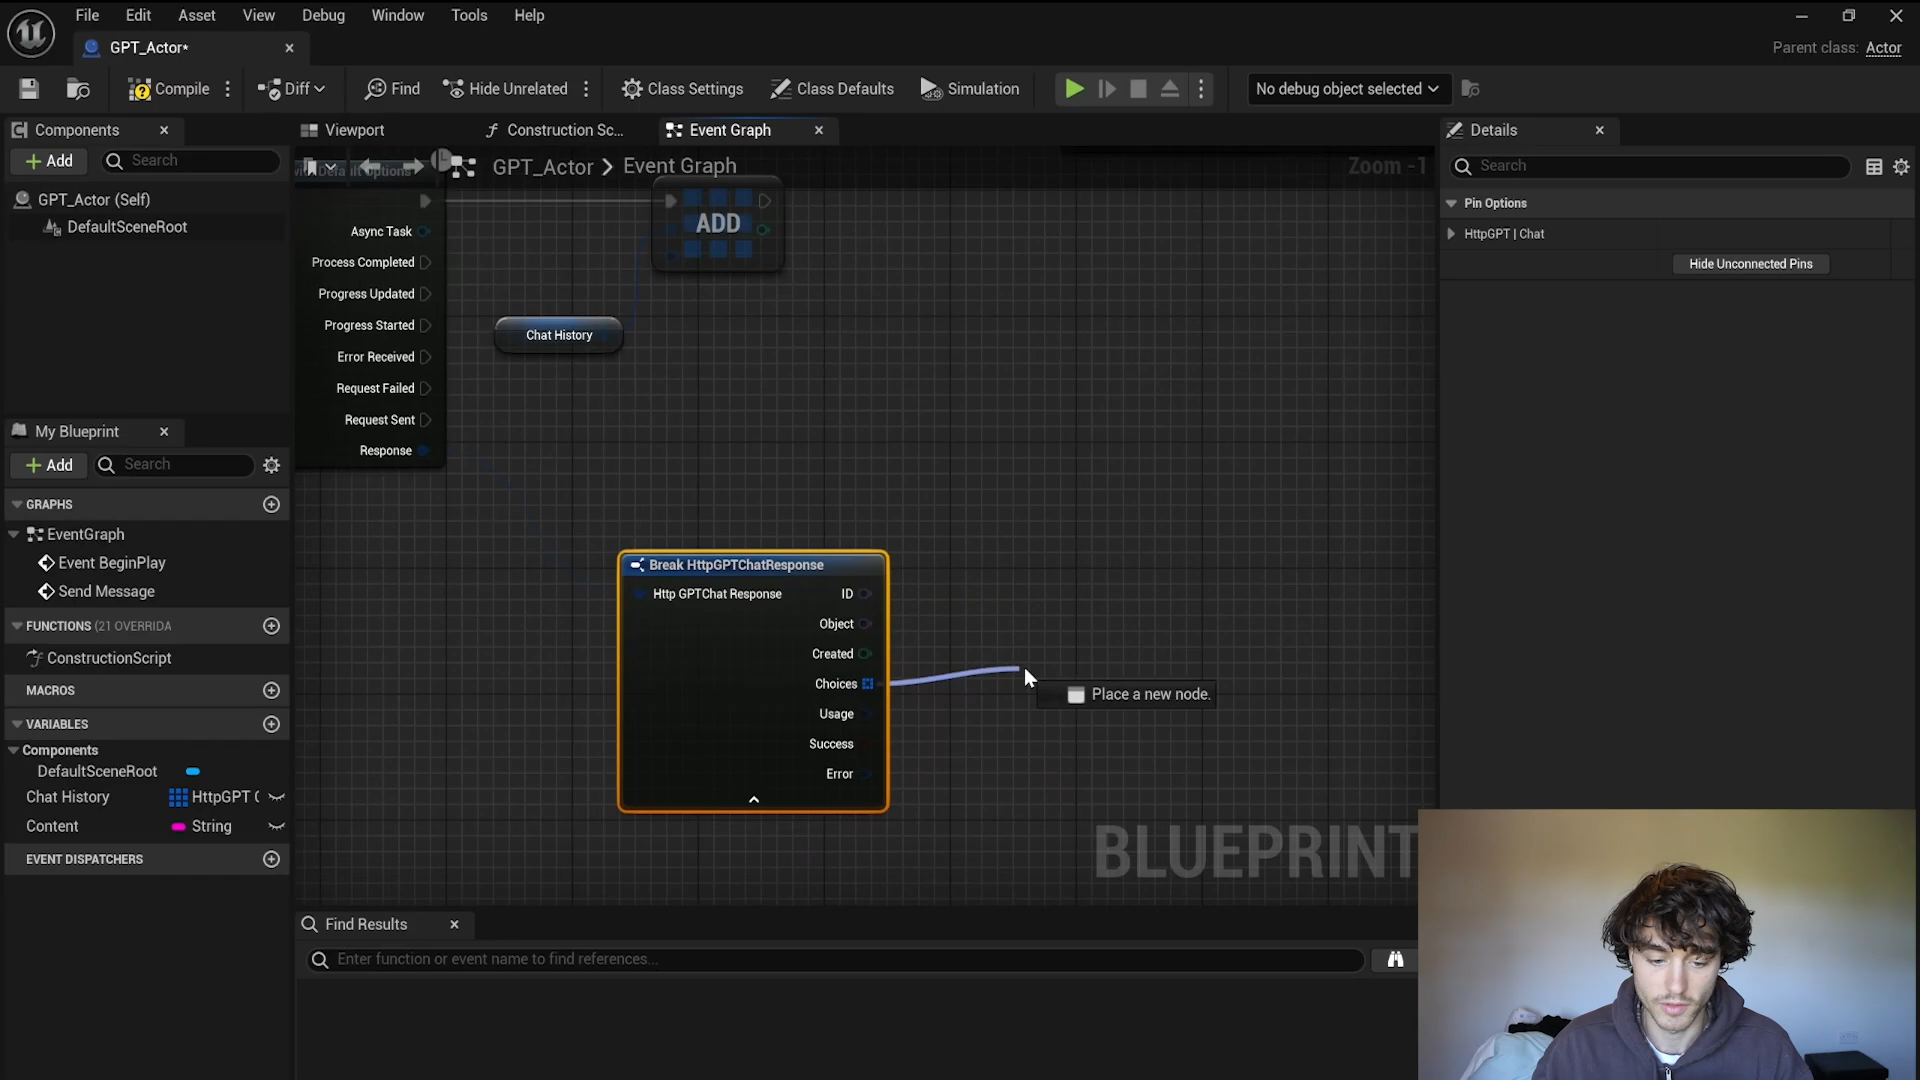 File Edit Asset View Debug Window Tools Help
GPT_Actor*
Parent class: Actor
Compile Diff Find Hide Unrelated Class Settings Class Defaults Simulation No debug object selected
Components
Add Search
GPT_Actor (Self)
DefaultSceneRoot
Viewport Construction Sc... Event Graph
GPT_Actor > Event Graph
Zoom -1
Default Options
Async Task
Process Completed
Progress Updated
Progress Started
Error Received
Request Failed
Request Sent
Response
ADD
Chat History
Break HttpGPTChatResponse
Http GPTChat Response ID
Object
Created
Choices
Usage
Success
Error
Place a new node.
BLUEPRINT
My Blueprint
Add Search
GRAPHS
EventGraph
Event BeginPlay
Send Message
FUNCTIONS (21 OVERRIDA
ConstructionScript
MACROS
VARIABLES
Components
DefaultSceneRoot
Chat History HttpGPT C
Content String
EVENT DISPATCHERS
Find Results
Enter function or event name to find references...
Details
Search
Pin Options
HttpGPT | Chat
Hide Unconnected Pins